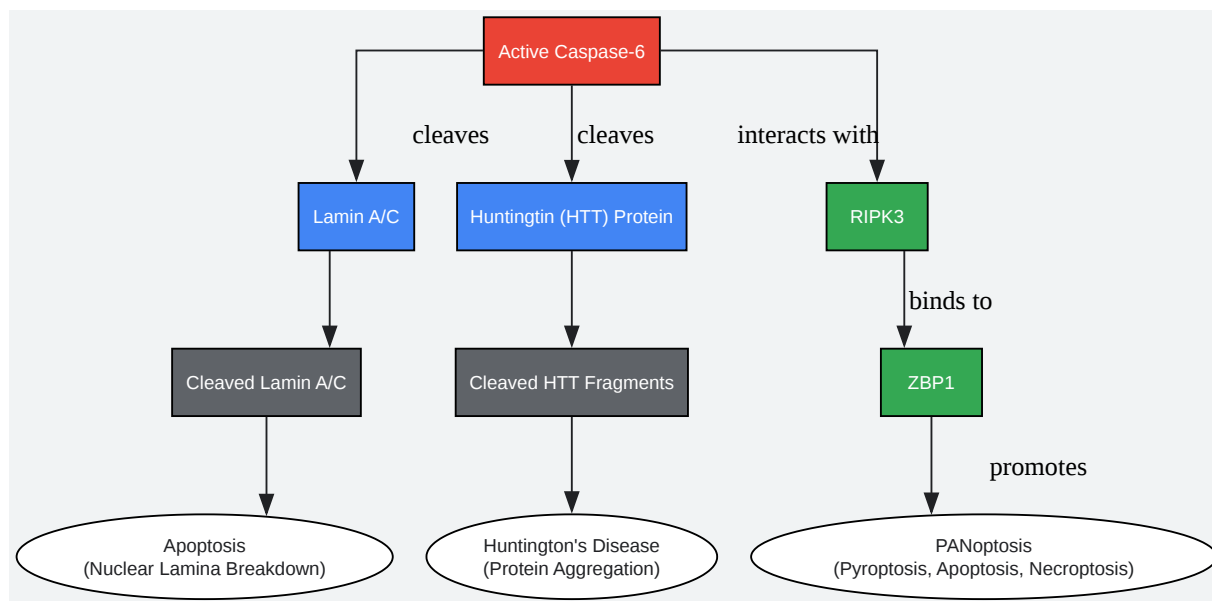 Active Caspase-6
cleaves
cleaves
interacts with
Lamin A/C
Huntingtin (HTT) Protein
RIPK3
binds to
Cleaved Lamin A/C
Cleaved HTT Fragments
ZBP1
promotes
Apoptosis
(Nuclear Lamina Breakdown)
Huntington's Disease
(Protein Aggregation)
PANoptosis
(Pyroptosis, Apoptosis, Necroptosis)